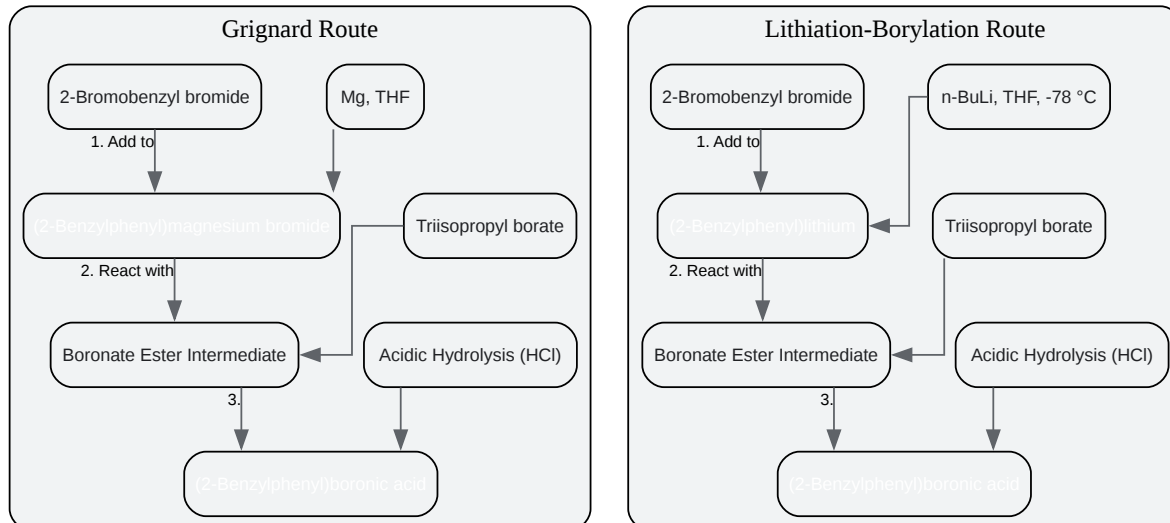 Grignard Route
2-Bromobenzyl bromide
Mg, THF
1. Add to
(2-Benzylphenyl)magnesium bromide
Triisopropyl borate
2. React with
Boronate Ester Intermediate
Acidic Hydrolysis (HCl)
3.
(2-Benzylphenyl)boronic acid
Lithiation-Borylation Route
2-Bromobenzyl bromide
n-BuLi, THF, -78 °C
1. Add to
(2-Benzylphenyl)lithium
Triisopropyl borate
2. React with
Boronate Ester Intermediate
Acidic Hydrolysis (HCl)
3.
(2-Benzylphenyl)boronic acid